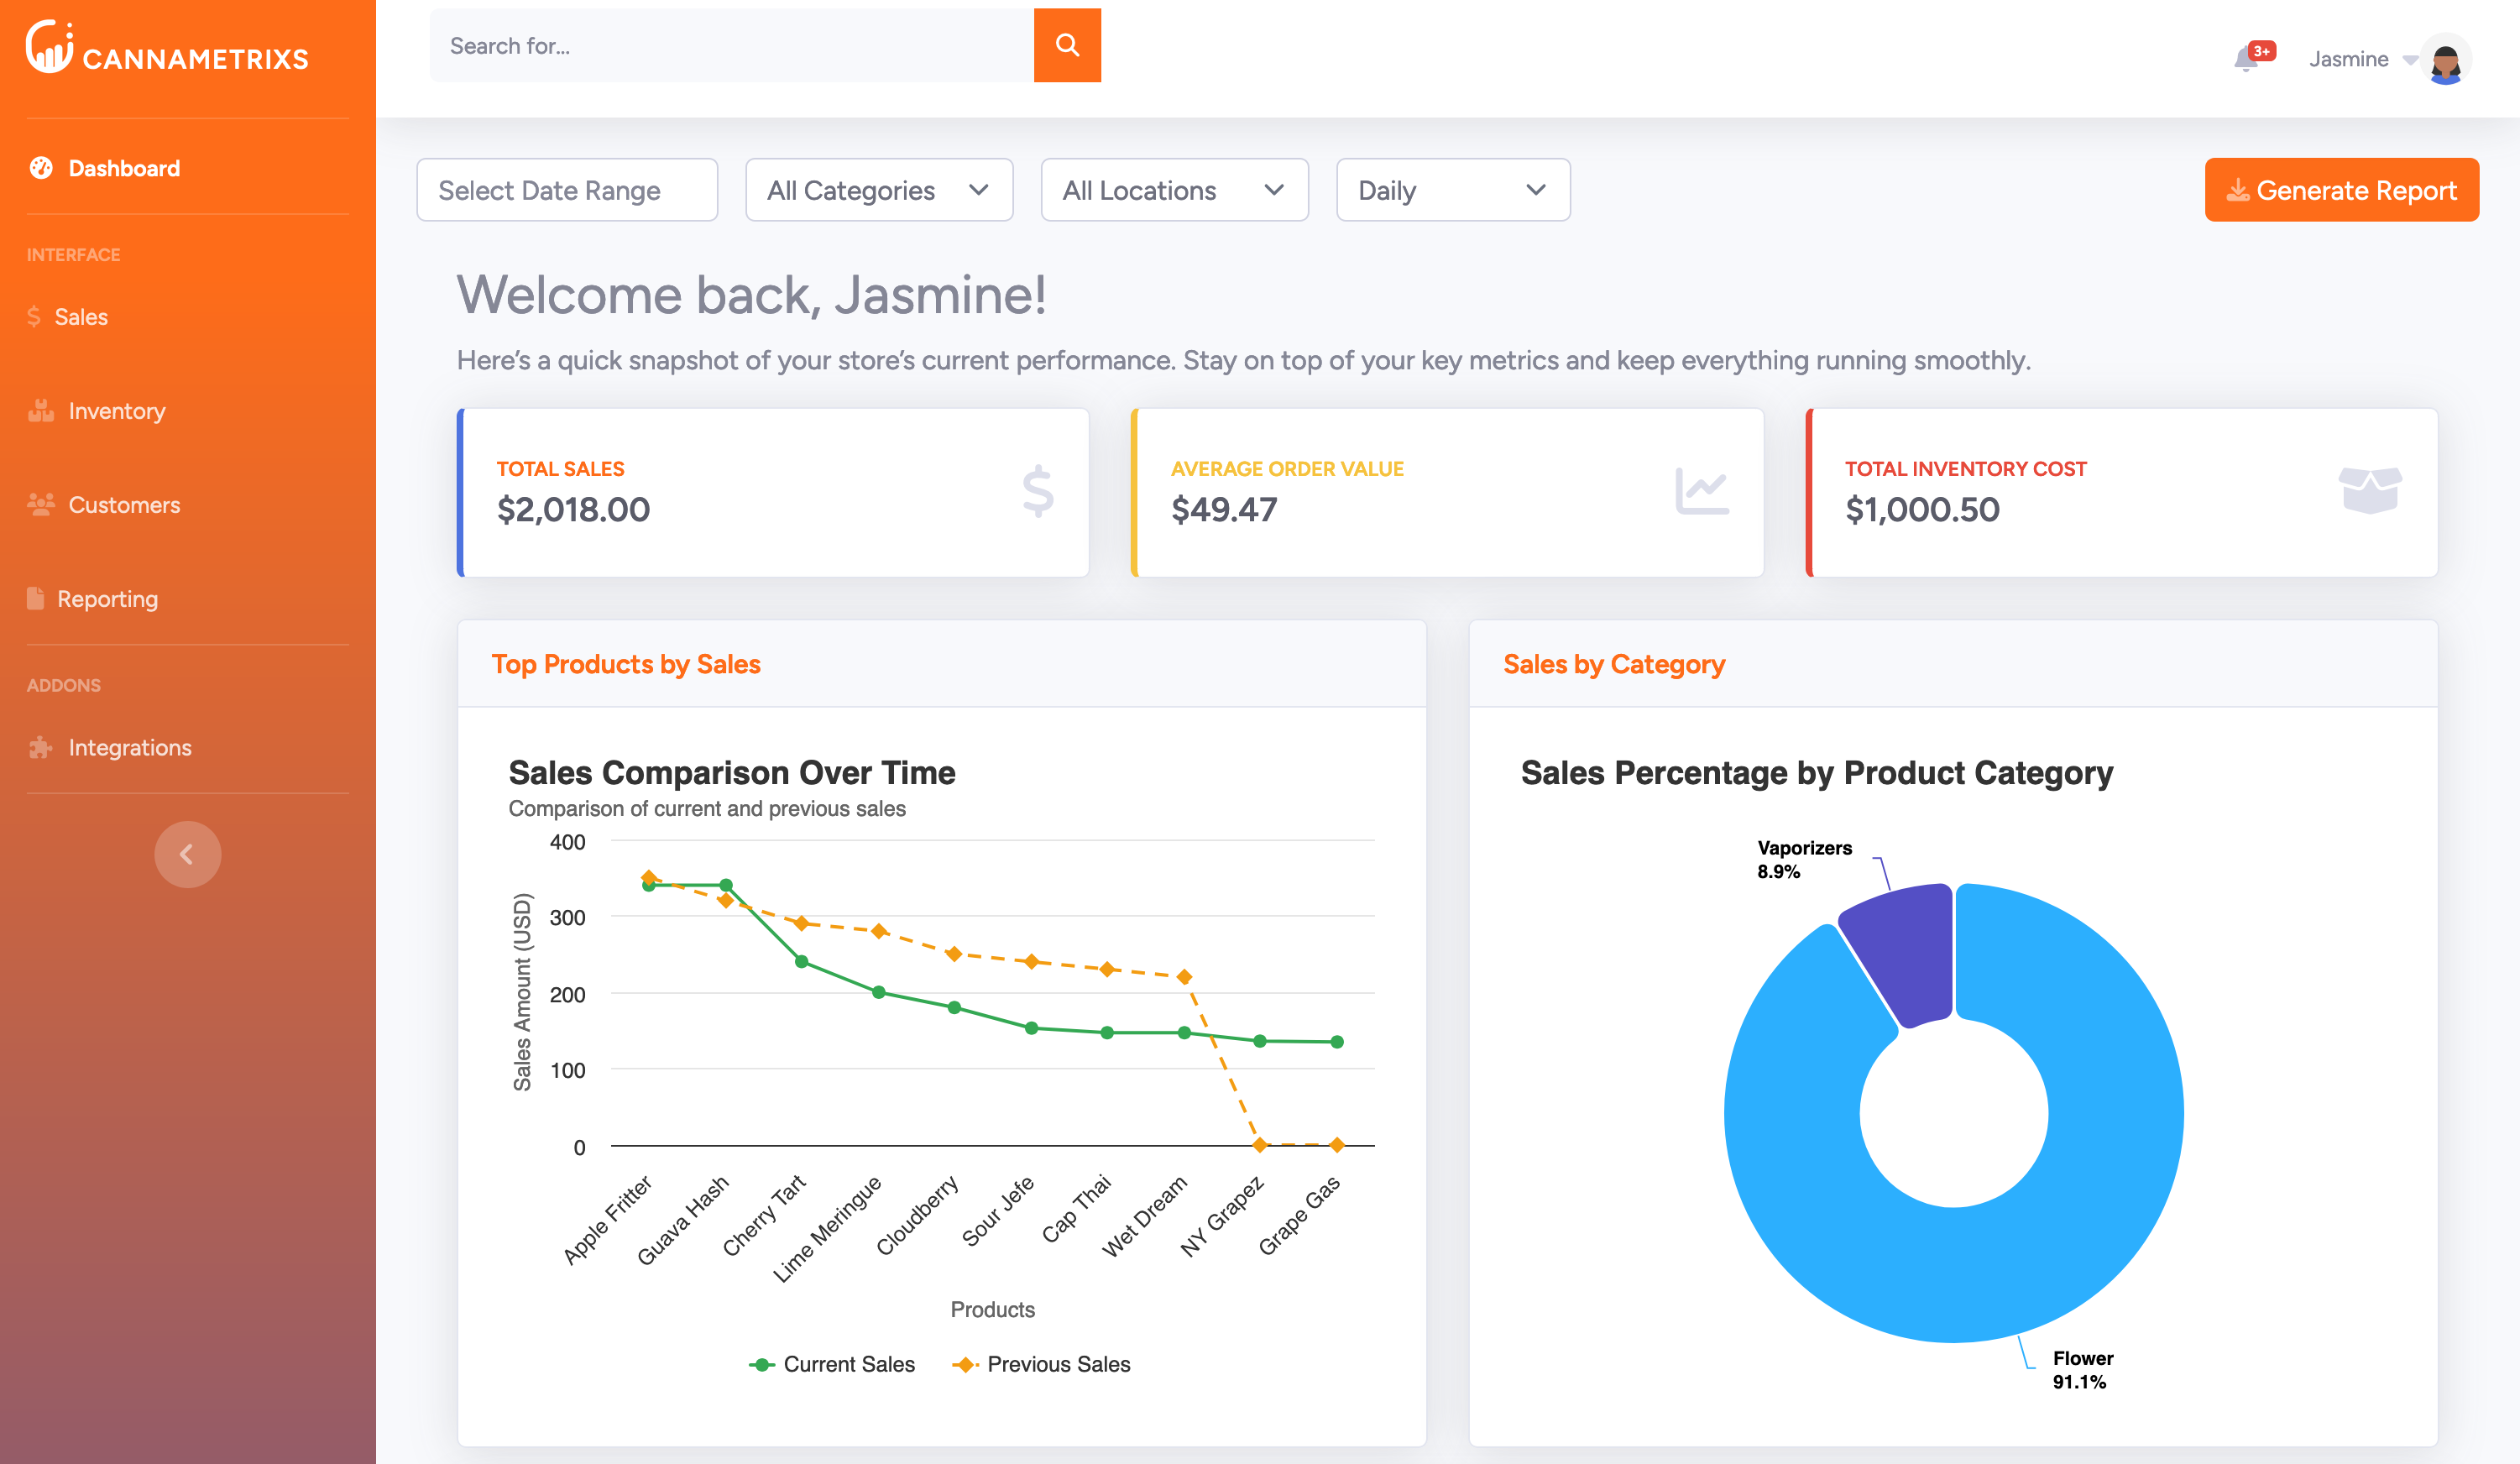 CANNAMETRIXS
Search for...
3+
Jasmine
Dashboard
INTERFACE
Sales
Inventory
Customers
Reporting
ADDONS
Integrations
Select Date Range
All Categories
All Locations
Daily
Generate Report
Welcome back, Jasmine!
Here’s a quick snapshot of your store’s current performance. Stay on top of your key metrics and keep everything running smoothly.
TOTAL SALES
$2,018.00
AVERAGE ORDER VALUE
$49.47
TOTAL INVENTORY COST
$1,000.50
Top Products by Sales
Sales Comparison Over Time
Comparison of current and previous sales
Sales Amount (USD)
400
300
200
100
0
Apple Fritter
Guava Hash
Cherry Tart
Lime Meringue
Cloudberry
Sour Jefe
Cap Thai
Wet Dream
NY Grapez
Grape Gas
Products
Current Sales
Previous Sales
Sales by Category
Sales Percentage by Product Category
Vaporizers
8.9%
Flower
91.1%